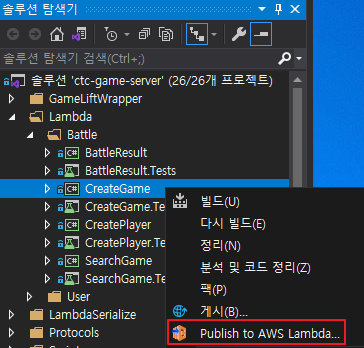 솔루션 탐색기
솔루션 탐색기 검색(Ctrl+;)
솔루션 'ctc-game-server' (26/26개 프로젝트)
GameLiftWrapper
Lambda
Battle
BattleResult
BattleResult.Tests
CreateGame
CreateGame.Te
CreatePlayer
CreatePlayer.Te
SearchGame
SearchGame.Te
User
LambdaSerialize
Protocols
빌드(U)
다시 빌드(E)
정리(N)
분석 및 코드 정리(Z)
팩(P)
게시(B)...
Publish to AWS Lambda...